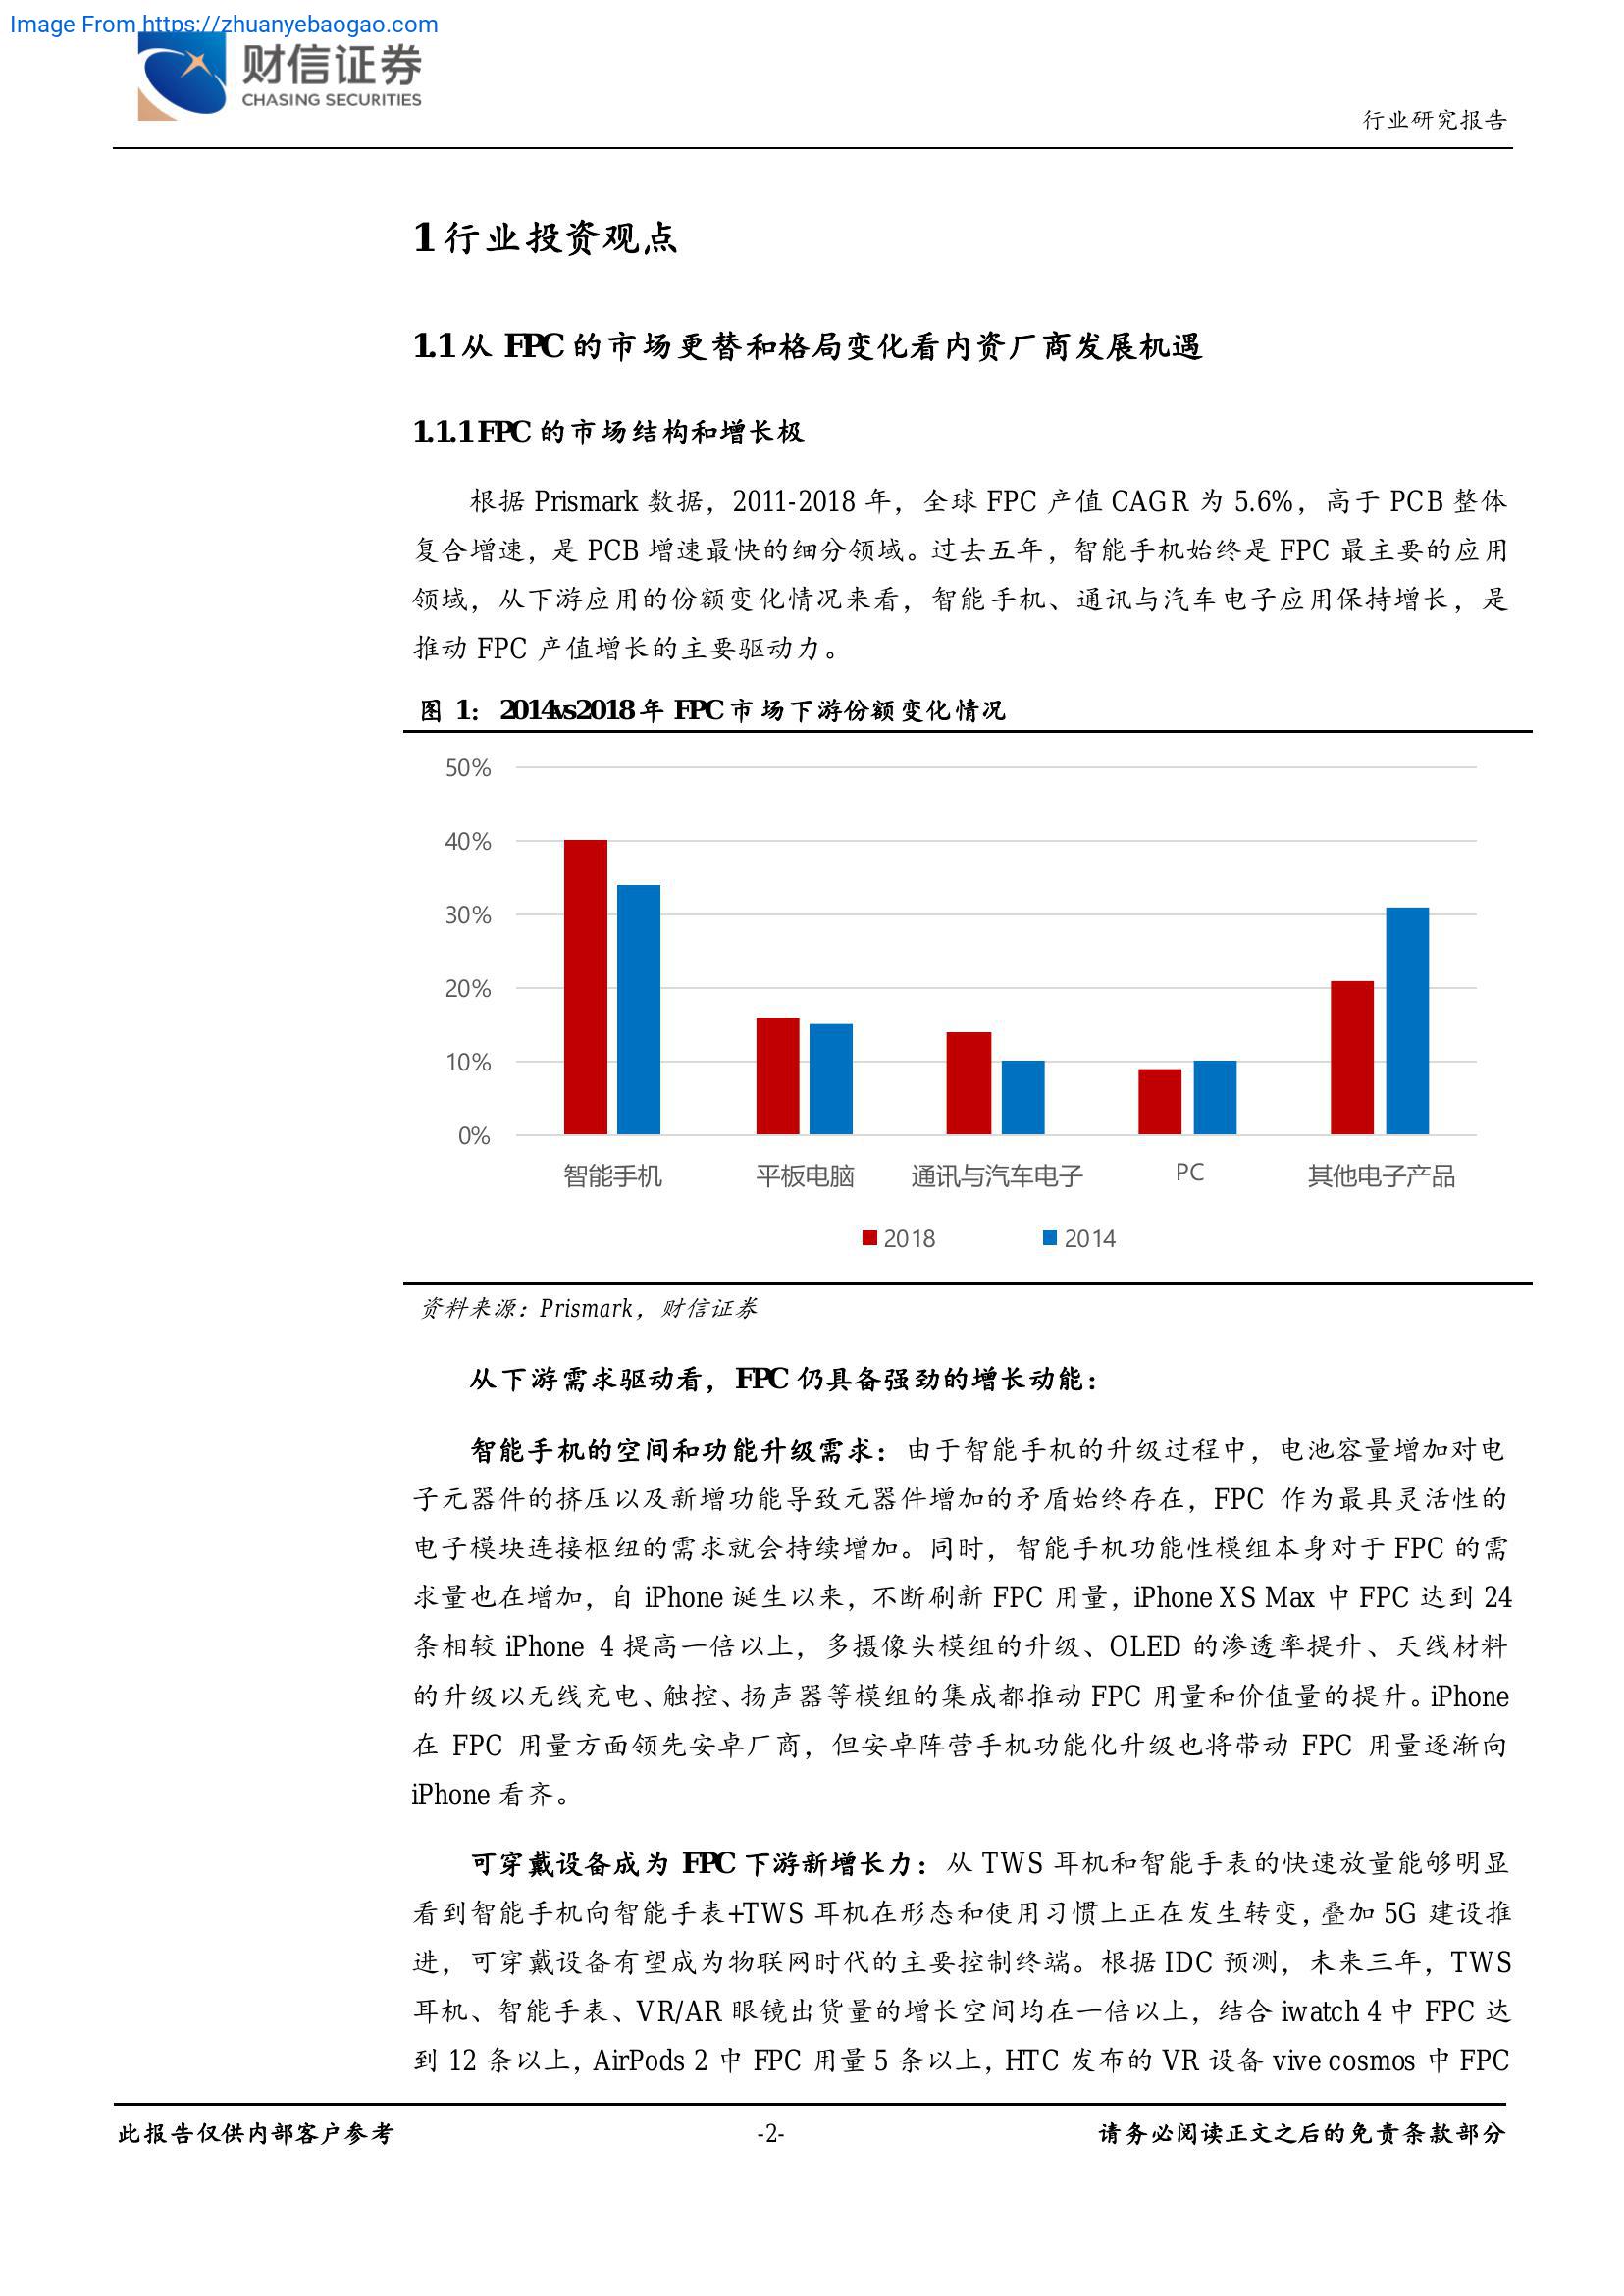 Image From https://zhuanyebaogao.com
财信证券
CHASING SECURITIES
行业研究报告
1 行业投资观点
1.1 从 FPC 的市场更替和格局变化看内资厂商发展机遇
1.1.1 FPC 的市场结构和增长极
根据 Prismark 数据，2011-2018 年，全球 FPC 产值 CAGR 为 5.6%，高于 PCB 整体
复合增速，是 PCB 增速最快的细分领域。过去五年，智能手机始终是 FPC 最主要的应用
领域，从下游应用的份额变化情况来看，智能手机、通讯与汽车电子应用保持增长，是
推动 FPC 产值增长的主要驱动力。
图 1： 2014vs2018 年 FPC 市场下游份额变化情况
50%
40%
30%
20%
10%
0%
智能手机 平板电脑 通讯与汽车电子 PC 其他电子产品
2018 2014
资料来源：Prismark，财信证券
从下游需求驱动看，FPC 仍具备强劲的增长动能：
智能手机的空间和功能升级需求：由于智能手机的升级过程中，电池容量增加对电
子元器件的挤压以及新增功能导致元器件增加的矛盾始终存在，FPC 作为最具灵活性的
电子模块连接枢纽的需求就会持续增加。同时，智能手机功能性模组本身对于 FPC 的需
求量也在增加，自 iPhone 诞生以来，不断刷新 FPC 用量，iPhone XS Max 中 FPC 达到 24
条相较 iPhone 4 提高一倍以上，多摄像头模组的升级、OLED 的渗透率提升、天线材料
的升级以无线充电、触控、扬声器等模组的集成都推动 FPC 用量和价值量的提升。iPhone
在 FPC 用量方面领先安卓厂商，但安卓阵营手机功能化升级也将带动 FPC 用量逐渐向
iPhone 看齐。
可穿戴设备成为 FPC 下游新增长力：从 TWS 耳机和智能手表的快速放量能够明显
看到智能手机向智能手表+TWS 耳机在形态和使用习惯上正在发生转变，叠加 5G 建设推
进，可穿戴设备有望成为物联网时代的主要控制终端。根据 IDC 预测，未来三年，TWS
耳机、智能手表、VR/AR 眼镜出货量的增长空间均在一倍以上，结合 iwatch 4 中 FPC 达
到 12 条以上，AirPods 2 中 FPC 用量 5 条以上，HTC 发布的 VR 设备 vive cosmos 中 FPC
此报告仅供内部客户参考 -2- 请务必阅读正文之后的免责条款部分